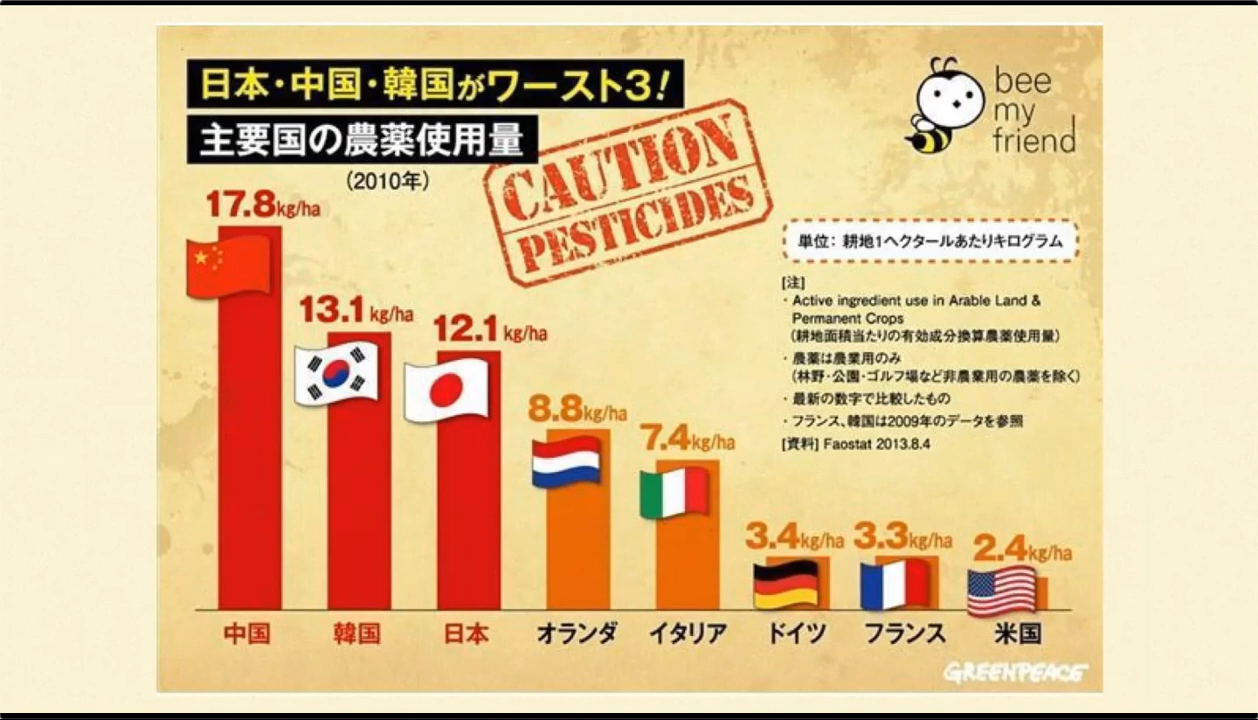 日本・中国・韓国がワースト3!
主要国の農薬使用量
(2010年)
CAUTION
PESTICIDES
bee
my
friend
単位: 耕地1ヘクタールあたりキログラム
[注]
・Active ingredient use in Arable Land &
Permanent Crops
(耕地面積当たりの有効成分換算農薬使用量)
・農薬は農業用のみ
(林野・公園・ゴルフ場など非農業用の農薬を除く)
・最新の数字で比較したもの
・フランス、韓国は2009年のデータを参照
[資料] Faostat 2013.8.4
17.8kg/ha
13.1kg/ha
12.1kg/ha
8.8kg/ha
7.4kg/ha
3.4kg/ha
3.3kg/ha
2.4kg/ha
中国
韓国
日本
オランダ
イタリア
ドイツ
フランス
米国
GREENPEACE